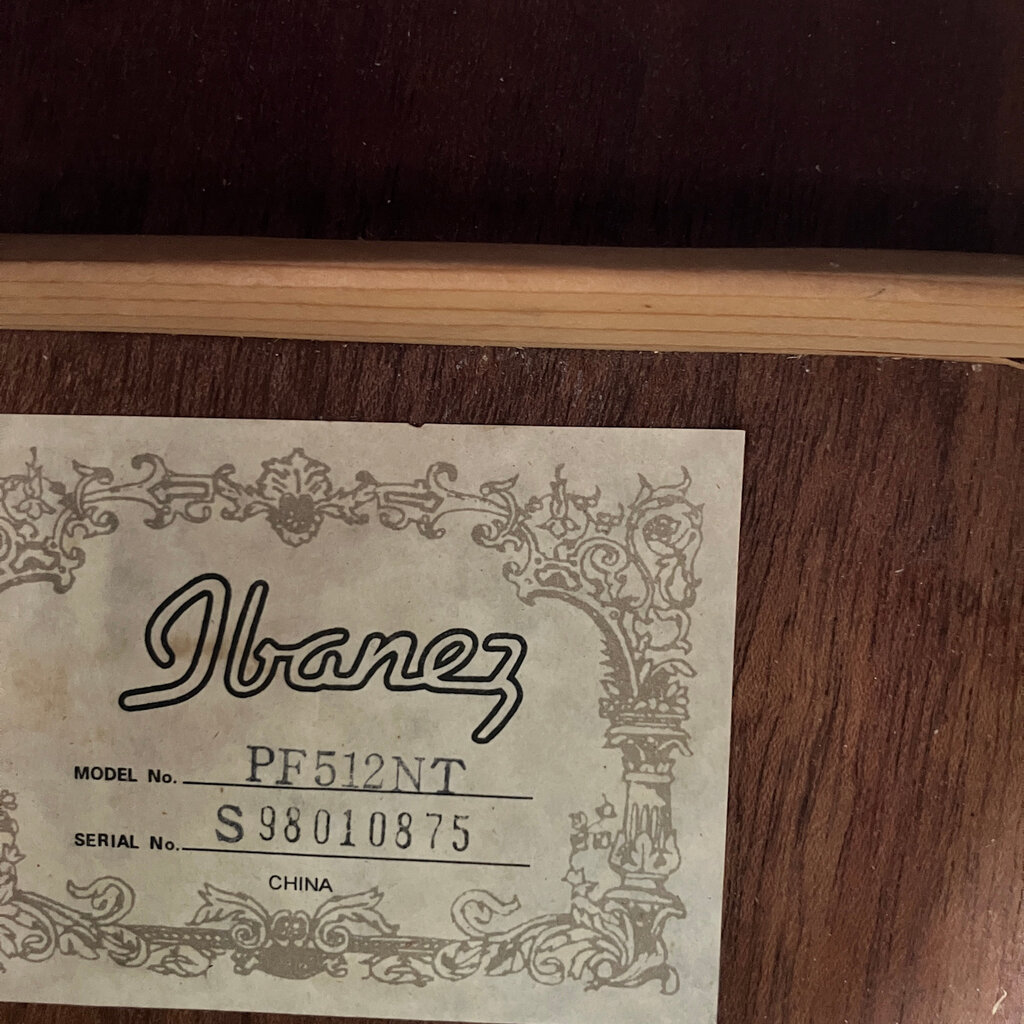 Ibanez
MODEL No. PF512NT
SERIAL No. S98010875
CHINA